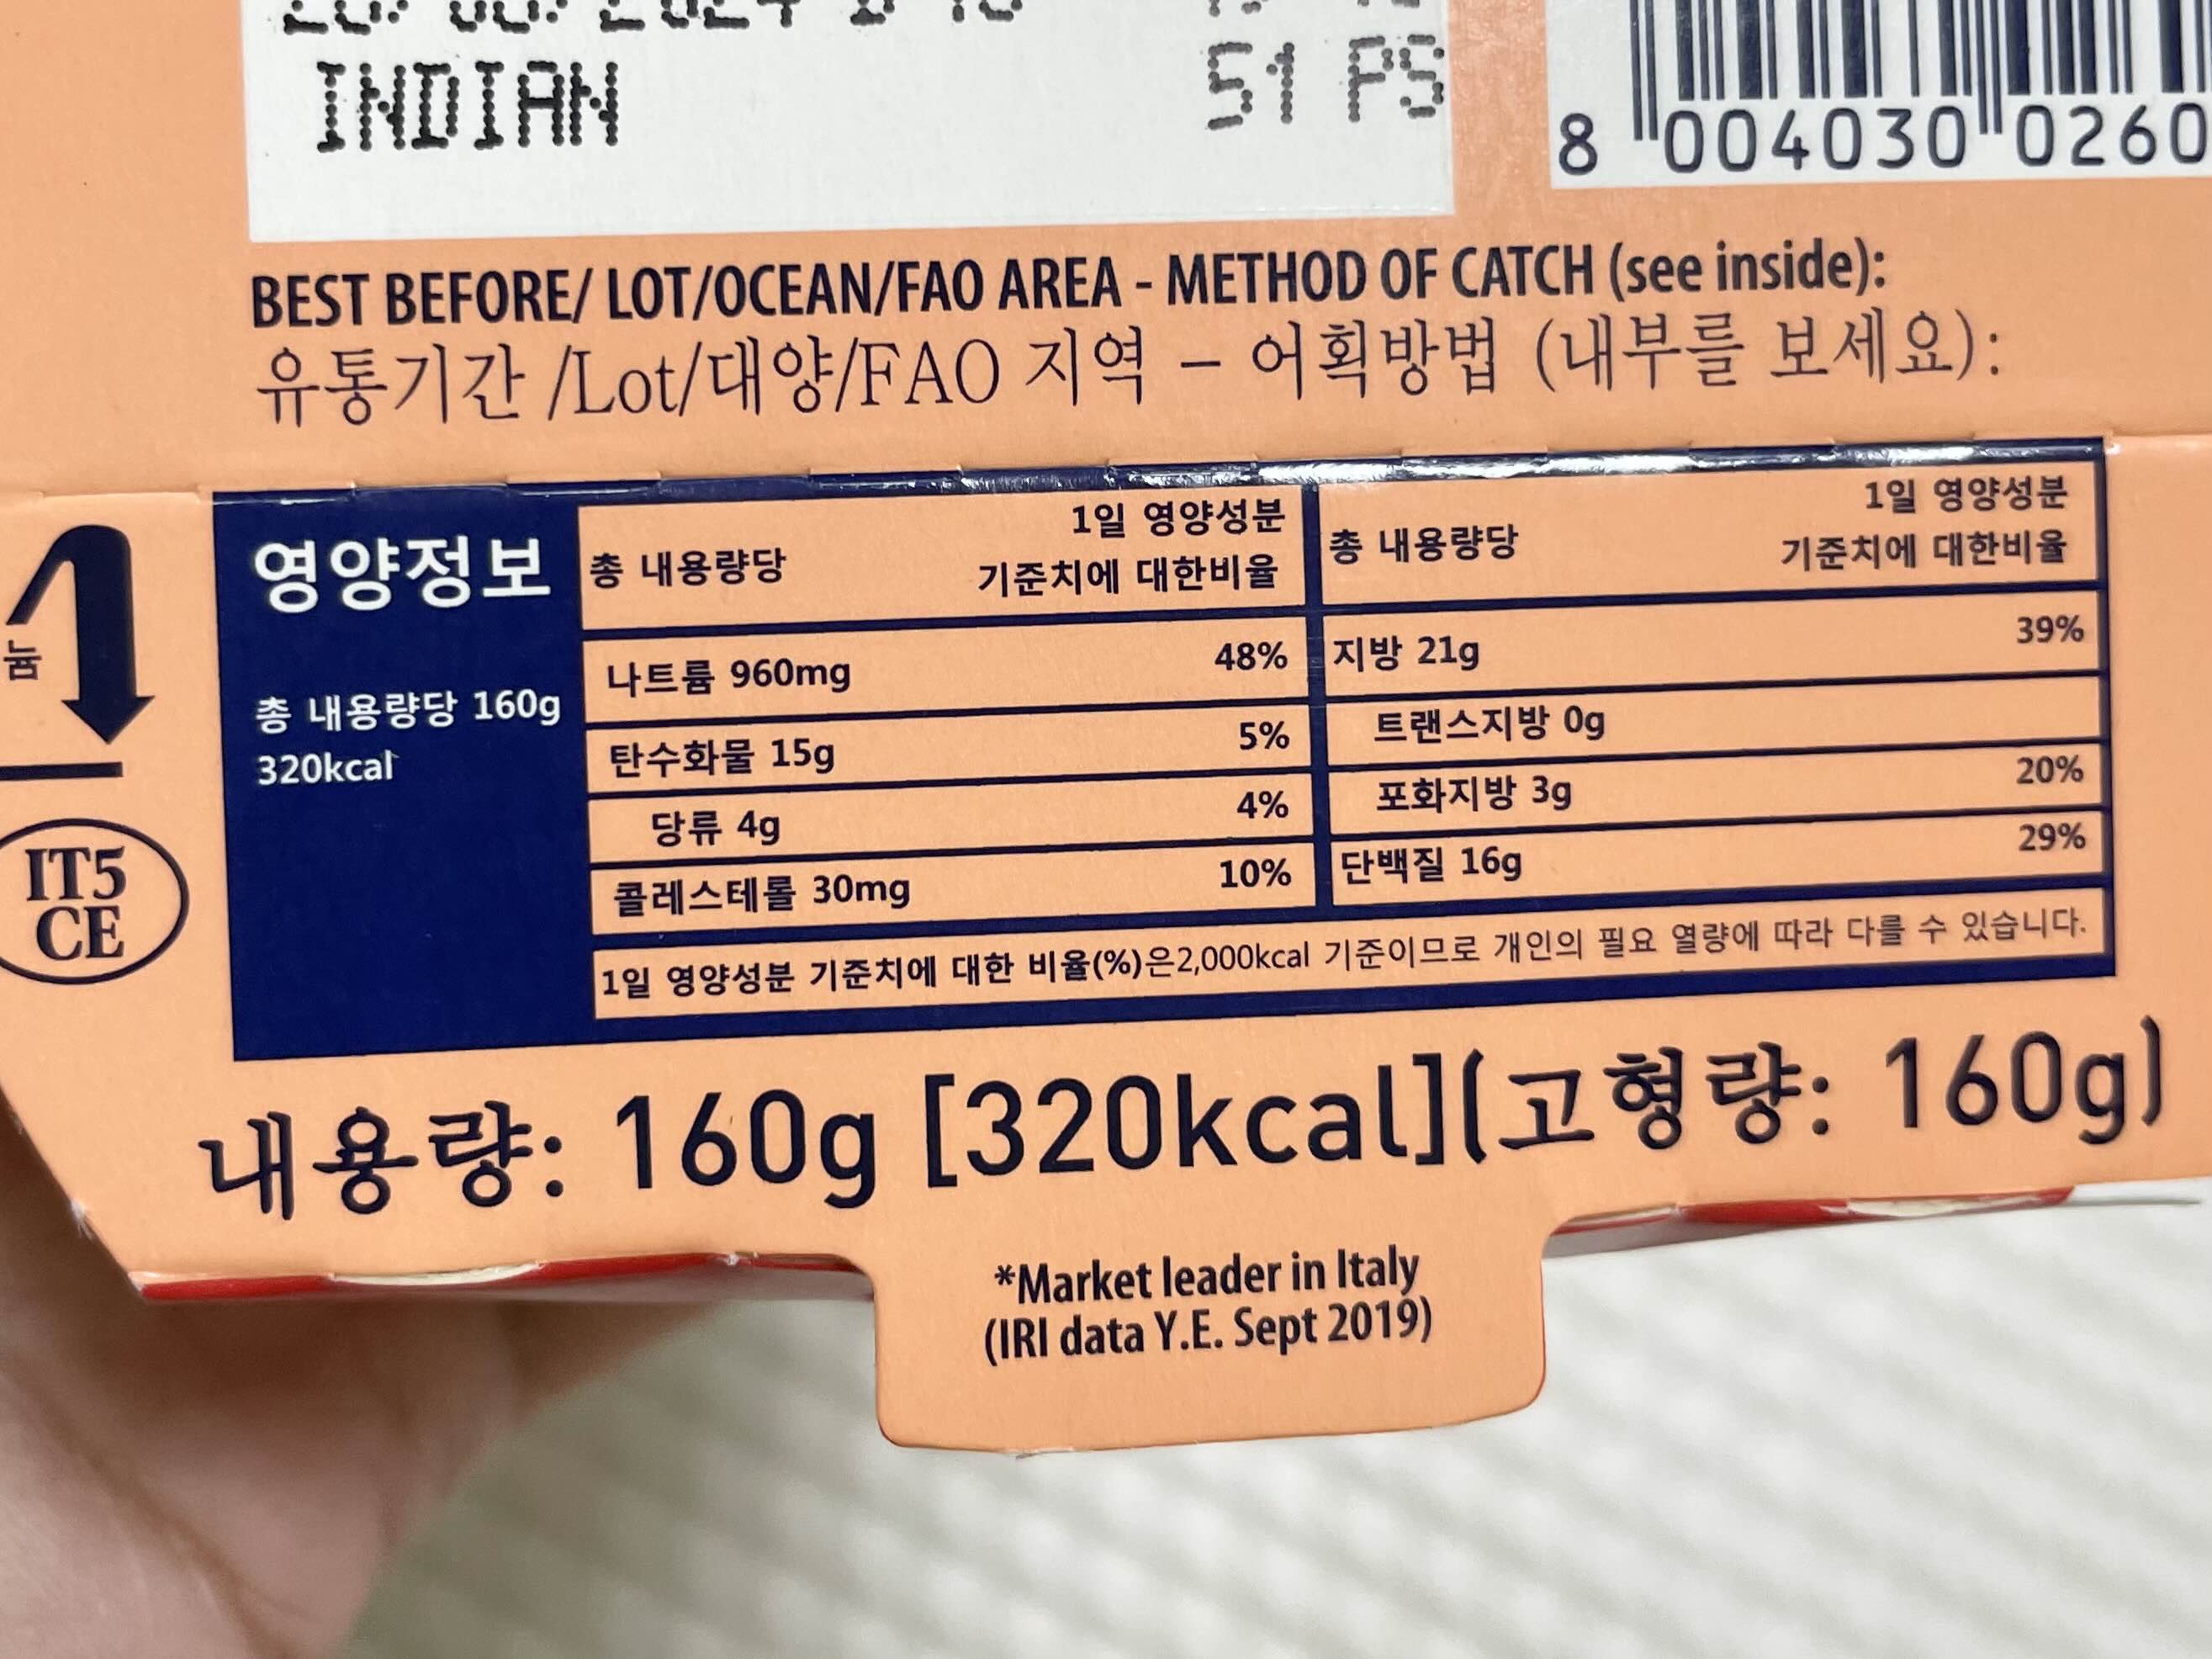 INDIAN 51 PS
8 004030 0260
BEST BEFORE/ LOT/OCEAN/FAO AREA - METHOD OF CATCH (see inside):
유통기간 /Lot/대양/FAO 지역 – 어획방법 (내부를 보세요):
늄
IT5
CE
영양정보
총 내용량당 160g
320kcal
총 내용량당 1일 영양성분
기준치에 대한비율
나트륨 960mg 48%
탄수화물 15g 5%
당류 4g 4%
콜레스테롤 30mg 10%
총 내용량당 1일 영양성분
기준치에 대한비율
지방 21g 39%
트랜스지방 0g
포화지방 3g 20%
단백질 16g 29%
1일 영양성분 기준치에 대한 비율(%)은2,000kcal 기준이므로 개인의 필요 열량에 따라 다를 수 있습니다.
내용량: 160g [320kcal](고형량: 160g)
*Market leader in Italy
(IRI data Y.E. Sept 2019)